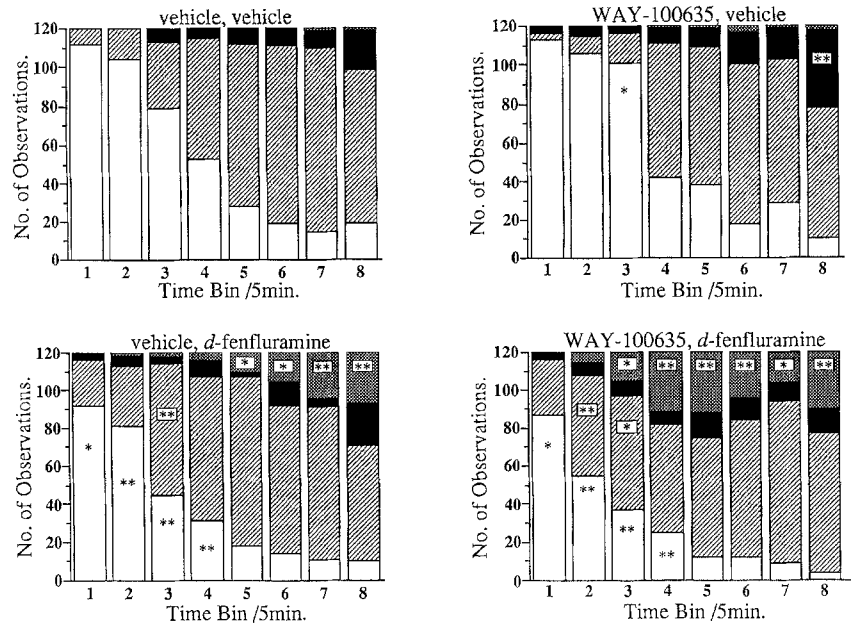 vehicle, vehicle
No. of Observations.
120
100
80
60
40
20
0
1 2 3 4 5 6 7 8
Time Bin /5min.
WAY-100635, vehicle
No. of Observations.
120
100
80
60
40
20
0
*
**
1 2 3 4 5 6 7 8
Time Bin /5min.
vehicle, d-fenfluramine
No. of Observations.
120
100
80
60
40
20
0
* * ** **
**
*
**
** **
1 2 3 4 5 6 7 8
Time Bin /5min.
WAY-100635, d-fenfluramine
No. of Observations.
120
100
80
60
40
20
0
* ** ** ** * **
** *
*
**
** **
1 2 3 4 5 6 7 8
Time Bin /5min.